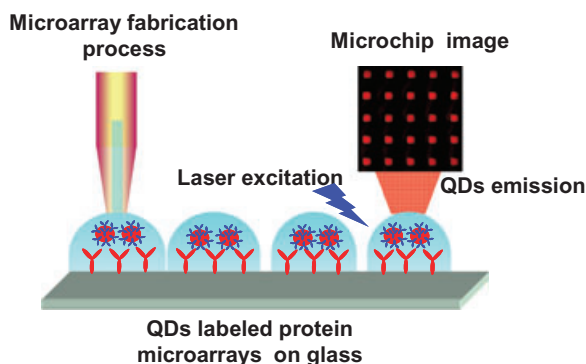 Microarray fabrication
process
Microchip image
Laser excitation
QDs emission
QDs labeled protein
microarrays on glass